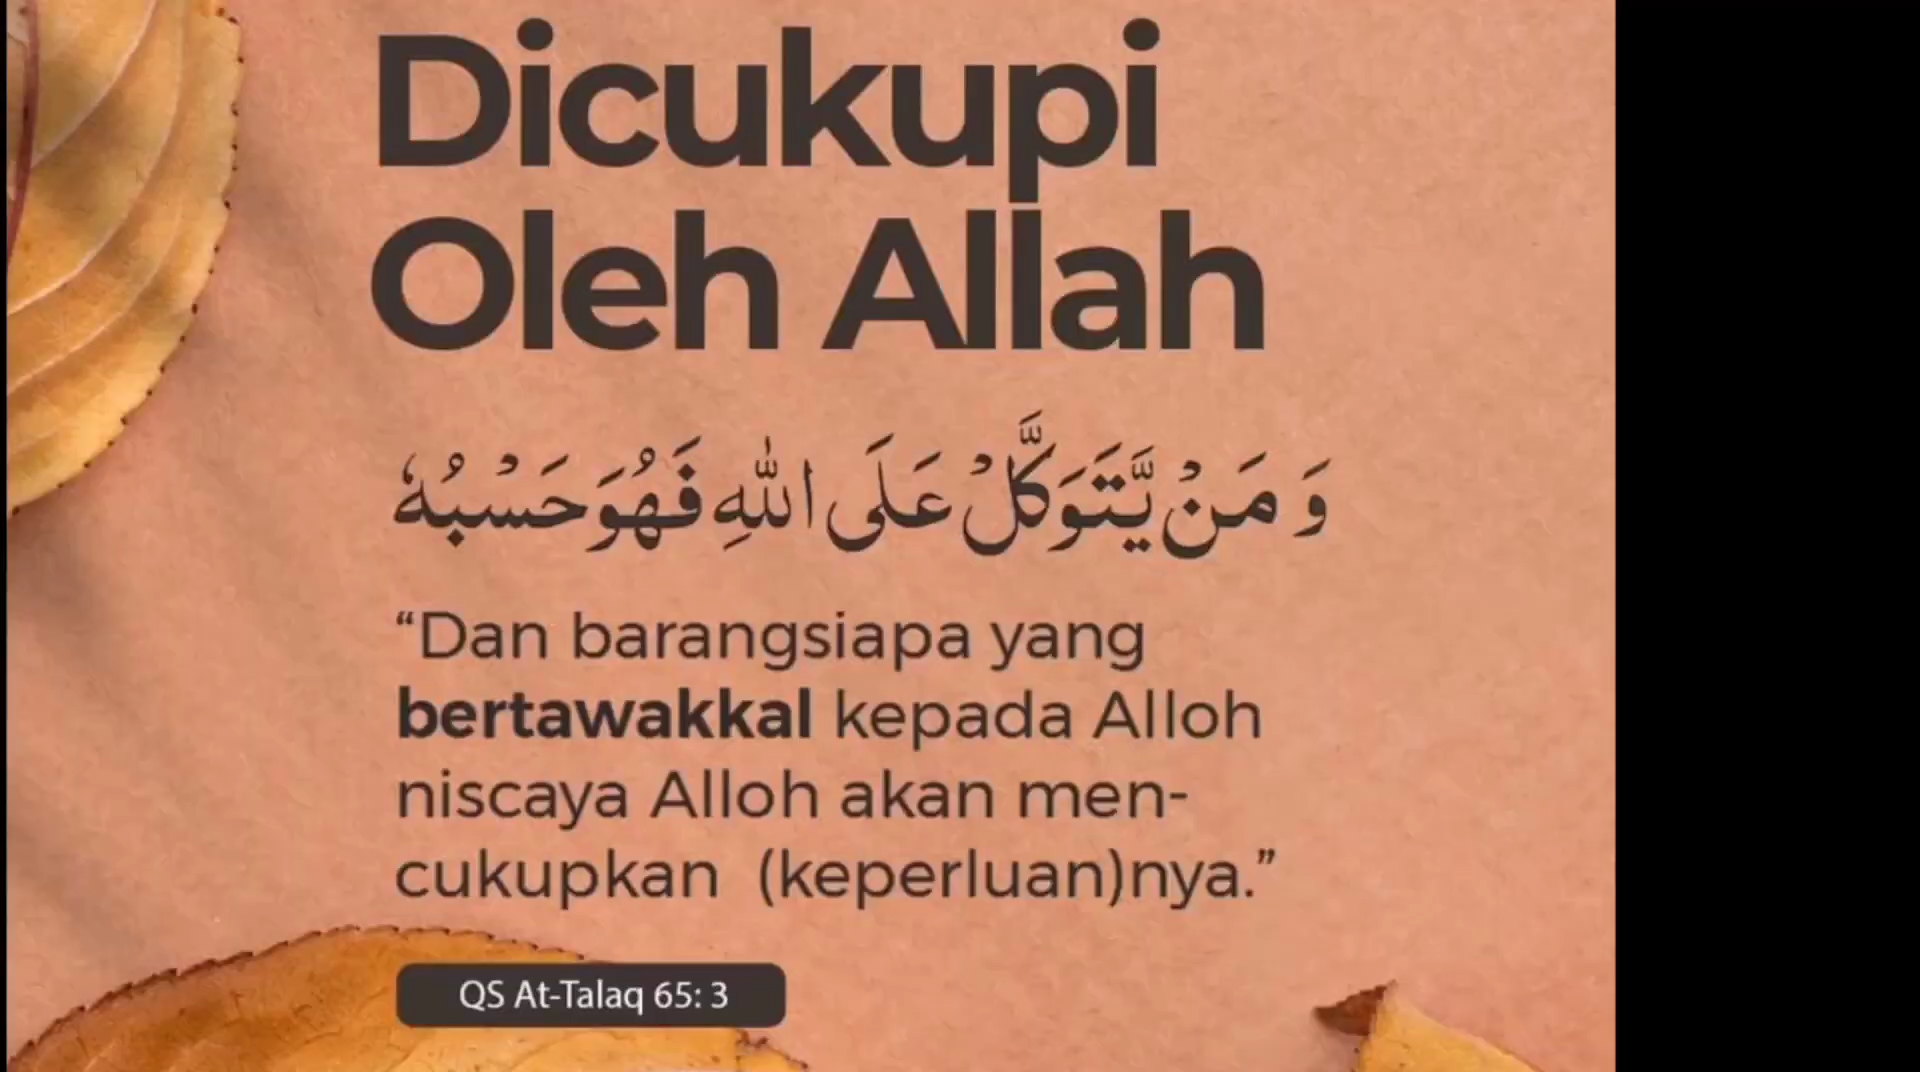 Dicukupi
Oleh Allah
وَ مَنْ يَّتَوَكَّلْ عَلَى اللّٰهِ فَهُوَ حَسْبُهٗ
“Dan barangsiapa yang
bertawakkal kepada Alloh
niscaya Alloh akan men-
cukupkan (keperluan)nya.”
QS At-Talaq 65: 3